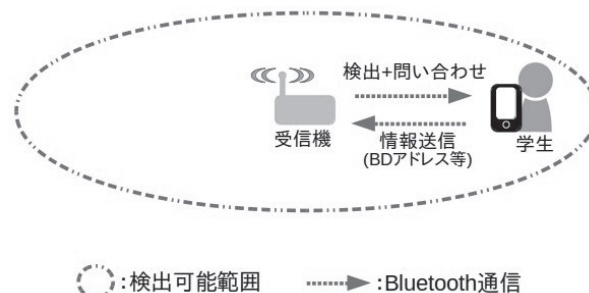 検出+問い合わせ
受信機
情報送信
(BDアドレス等)
学生
:検出可能範囲
:Bluetooth通信